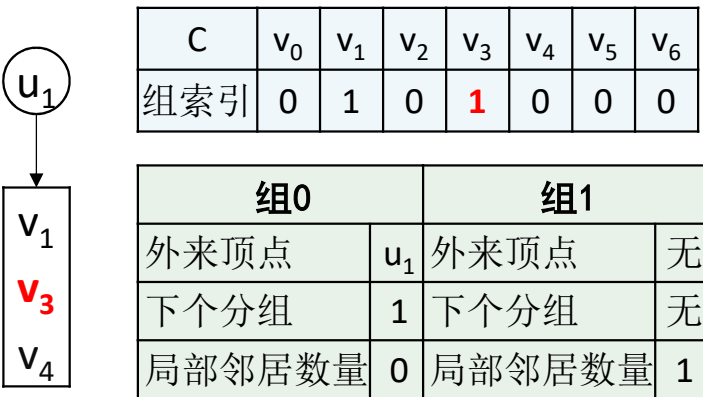 u₁
v₁
v₃
v₄
C v₀ v₁ v₂ v₃ v₄ v₅ v₆
组索引 0 1 0 1 0 0 0
组0 组1
外来顶点 u₁ 外来顶点 无
下个分组 1 下个分组 无
局部邻居数量 0 局部邻居数量 1